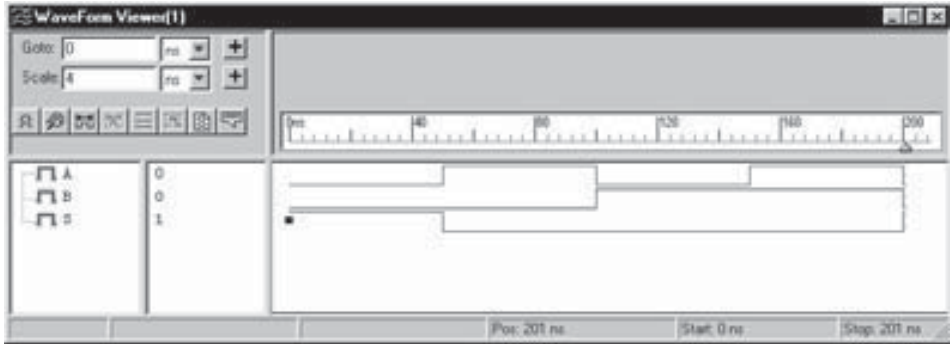 WaveForm Viewer(1)
Goto: 0 ns
Scale: 4 ns
0ns 40 80 120 160 200
A 0
B 0
S 1
Pos: 201 ns Start: 0 ns Stop: 201 ns